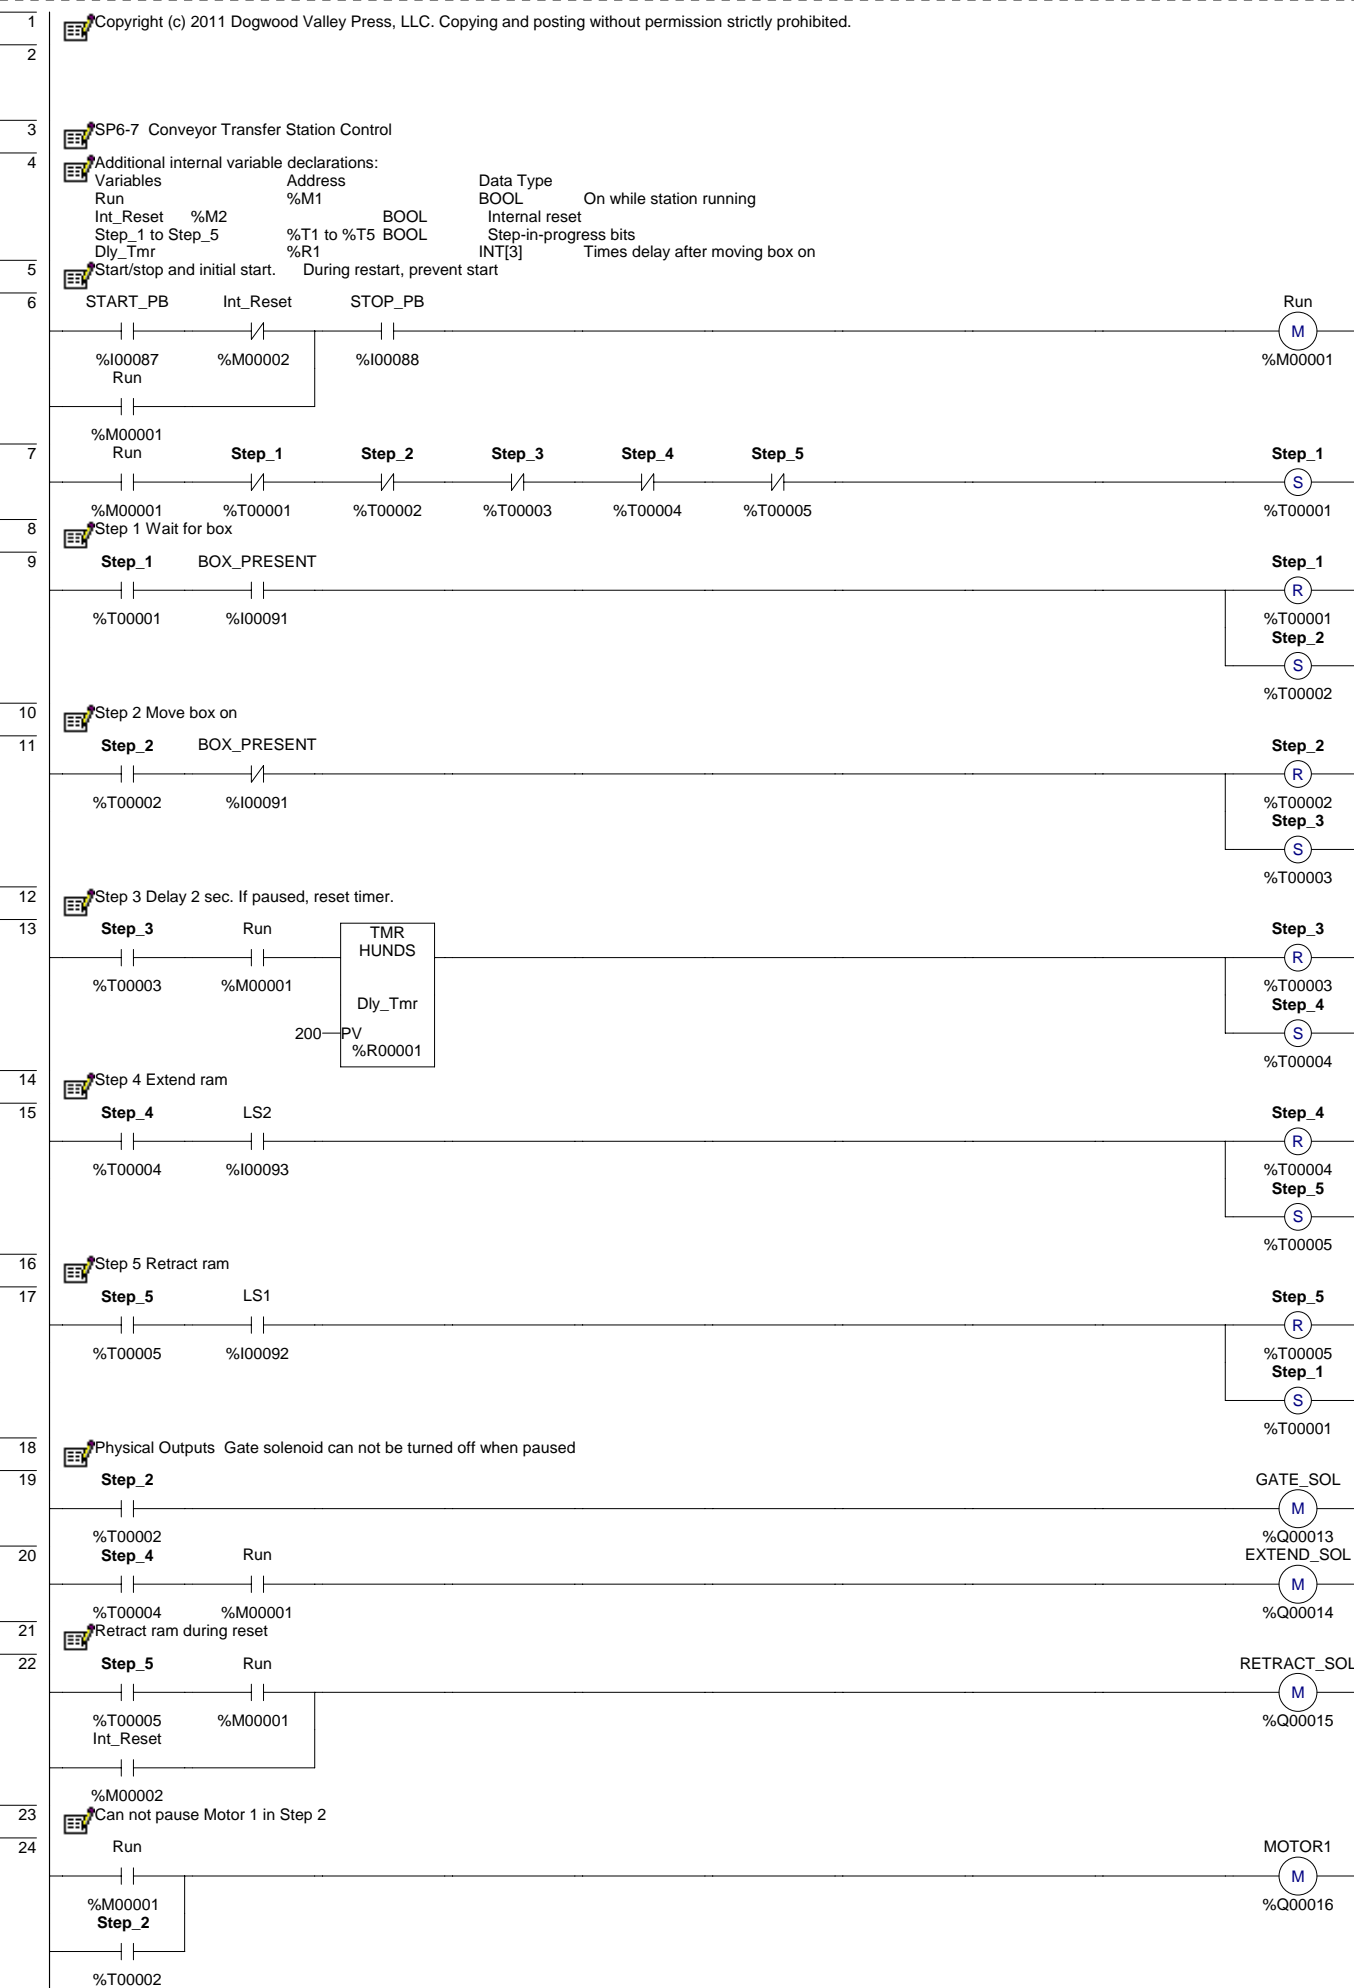 1 Copyright (c) 2011 Dogwood Valley Press, LLC. Copying and posting without permission strictly prohibited.
2
3 SP6-7 Conveyor Transfer Station Control
4 Additional internal variable declarations:
Variables Address Data Type
Run %M1 BOOL On while station running
Int_Reset %M2 BOOL Internal reset
Step_1 to Step_5 %T1 to %T5 BOOL Step-in-progress bits
Dly_Tmr %R1 INT[3] Times delay after moving box on
5 Start/stop and initial start. During restart, prevent start
6 START_PB Int_Reset STOP_PB Run
M
%I00087 %M00002 %I00088 %M00001
Run
%M00001
7 Run Step_1 Step_2 Step_3 Step_4 Step_5 Step_1
S
%M00001 %T00001 %T00002 %T00003 %T00004 %T00005 %T00001
8 Step 1 Wait for box
9 Step_1 BOX_PRESENT Step_1
R
%T00001 %I00091 %T00001
Step_2
S
%T00002
10 Step 2 Move box on
11 Step_2 BOX_PRESENT Step_2
R
%T00002 %I00091 %T00002
Step_3
S
%T00003
12 Step 3 Delay 2 sec. If paused, reset timer.
13 Step_3 Run TMR Step_3
HUNDS
R
%T00003 %M00001 %T00003
Dly_Tmr Step_4
200 PV S
%R00001
%T00004
14 Step 4 Extend ram
15 Step_4 LS2 Step_4
R
%T00004 %I00093 %T00004
Step_5
S
%T00005
16 Step 5 Retract ram
17 Step_5 LS1 Step_5
R
%T00005 %I00092 %T00005
Step_1
S
%T00001
18 Physical Outputs Gate solenoid can not be turned off when paused
19 Step_2 GATE_SOL
M
%T00002 %Q00013
20 Step_4 Run EXTEND_SOL
M
%T00004 %M00001 %Q00014
21 Retract ram during reset
22 Step_5 Run RETRACT_SOL
M
%T00005 %M00001 %Q00015
Int_Reset
%M00002
23 Can not pause Motor 1 in Step 2
24 Run MOTOR1
M
%M00001 %Q00016
Step_2
%T00002